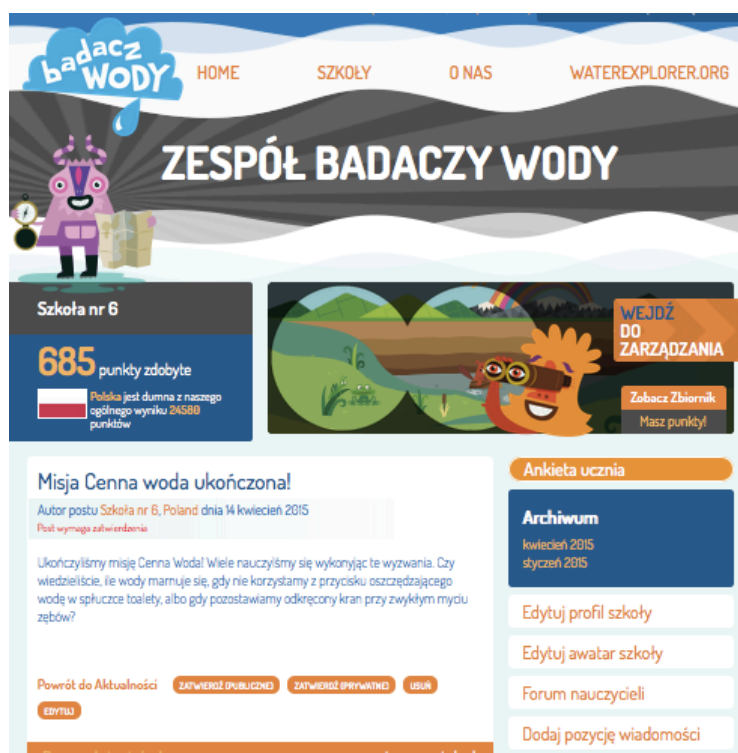 badacz
WODY
HOME
SZKOŁY
O NAS
WATEREXPLORER.ORG
ZESPÓŁ BADACZY WODY
Szkoła nr 6
685 punkty zdobyte
Polska jest dumna z naszego
ogólnego wyniku 24580
punktów
WEJDŹ
DO
ZARZĄDZANIA
Zobacz Zbiornik
Masz punkty!
Misja Cenna woda ukończona!
Autor postu Szkoła nr 6, Poland dnia 14 kwiecień 2015
Post wymaga zatwierdzenia
Ukończyliśmy misję Cenna Woda! Wiele nauczyliśmy się wykonując te wyzwania. Czy
wiedzieliście, ile wody marnuje się, gdy nie korzystamy z przycisku oszczędzającego
wodę w spłuczce toalety, albo gdy pozostawiamy odkręcony kran przy zwykłym myciu
zębów?
Powrót do Aktualności
ZATWIERDŹ (PUBLICZNE)
ZATWIERDŹ (PRYWATNE)
USUŃ
EDYTUJ
Ankieta ucznia
Archiwum
kwiecień 2015
styczeń 2015
Edytuj profil szkoły
Edytuj awatar szkoły
Forum nauczycieli
Dodaj pozycję wiadomości